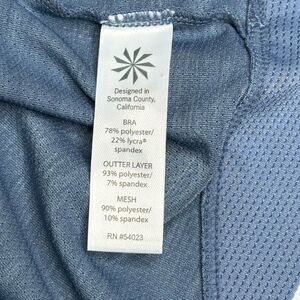 Designed in
Sonoma County,
California
BRA
78% polyester/
22% lycra®
spandex
OUTTER LAYER
93% polyester/
7% spandex
MESH
90% polyester/
10% spandex
RN #54023